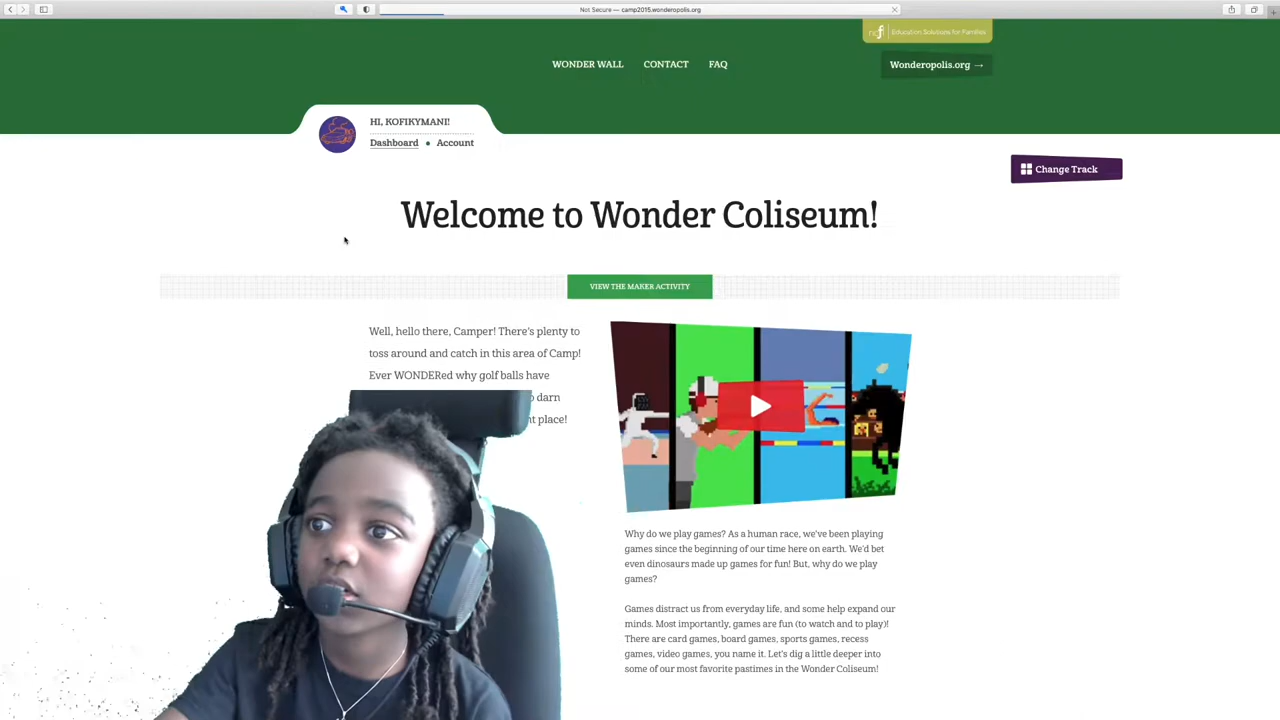 Not Secure — camp2015.wonderopolis.org
Education Solutions for Families
WONDER WALL CONTACT FAQ
Wonderopolis.org →
HI, KOFIKYMANI!
Dashboard • Account
Change Track
Welcome to Wonder Coliseum!
VIEW THE MAKER ACTIVITY
Well, hello there, Camper! There's plenty to
toss around and catch in this area of Camp!
Ever WONDERed why golf balls have
darn
place!
Why do we play games? As a human race, we've been playing
games since the beginning of our time here on earth. We'd bet
even dinosaurs made up games for fun! But, why do we play
games?
Games distract us from everyday life, and some help expand our
minds. Most importantly, games are fun (to watch and to play)!
There are card games, board games, sports games, recess
games, video games, you name it. Let's dig a little deeper into
some of our most favorite pastimes in the Wonder Coliseum!